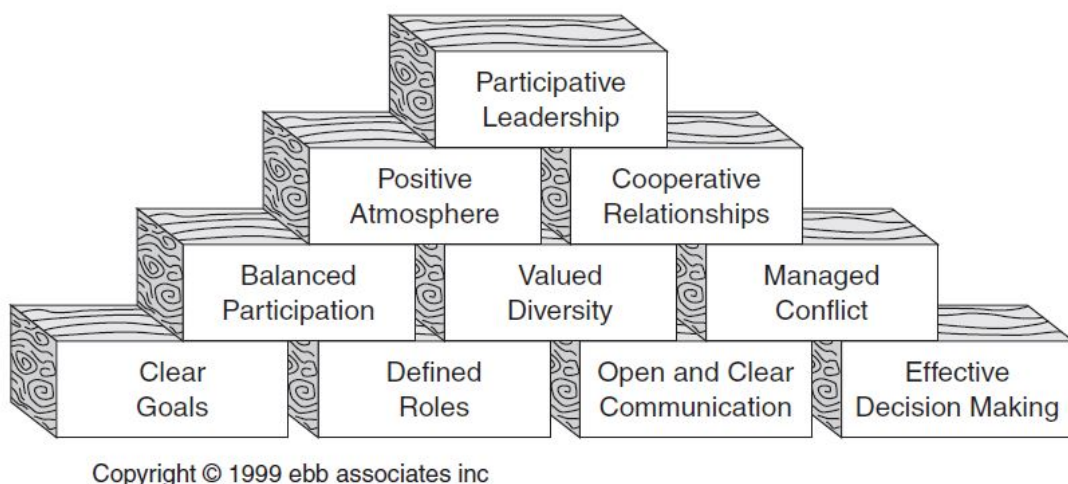 Participative
Leadership
Positive
Atmosphere
Cooperative
Relationships
Balanced
Participation
Valued
Diversity
Managed
Conflict
Clear
Goals
Defined
Roles
Open and Clear
Communication
Effective
Decision Making
Copyright © 1999 ebb associates inc